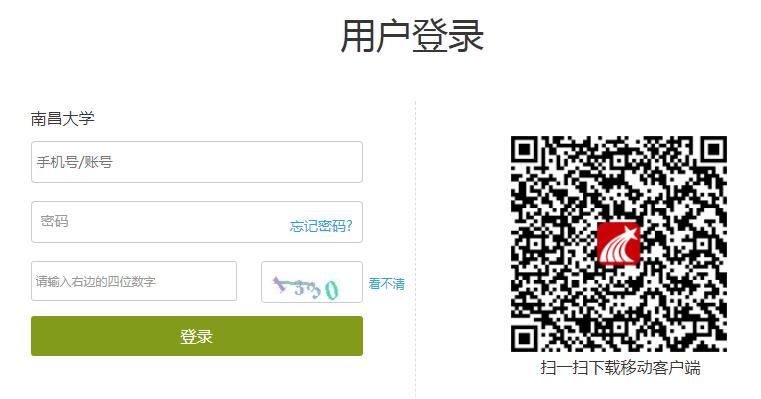 用户登录
南昌大学
手机号/账号
密码
忘记密码?
请输入右边的四位数字
看不清
登录
扫一扫下载移动客户端